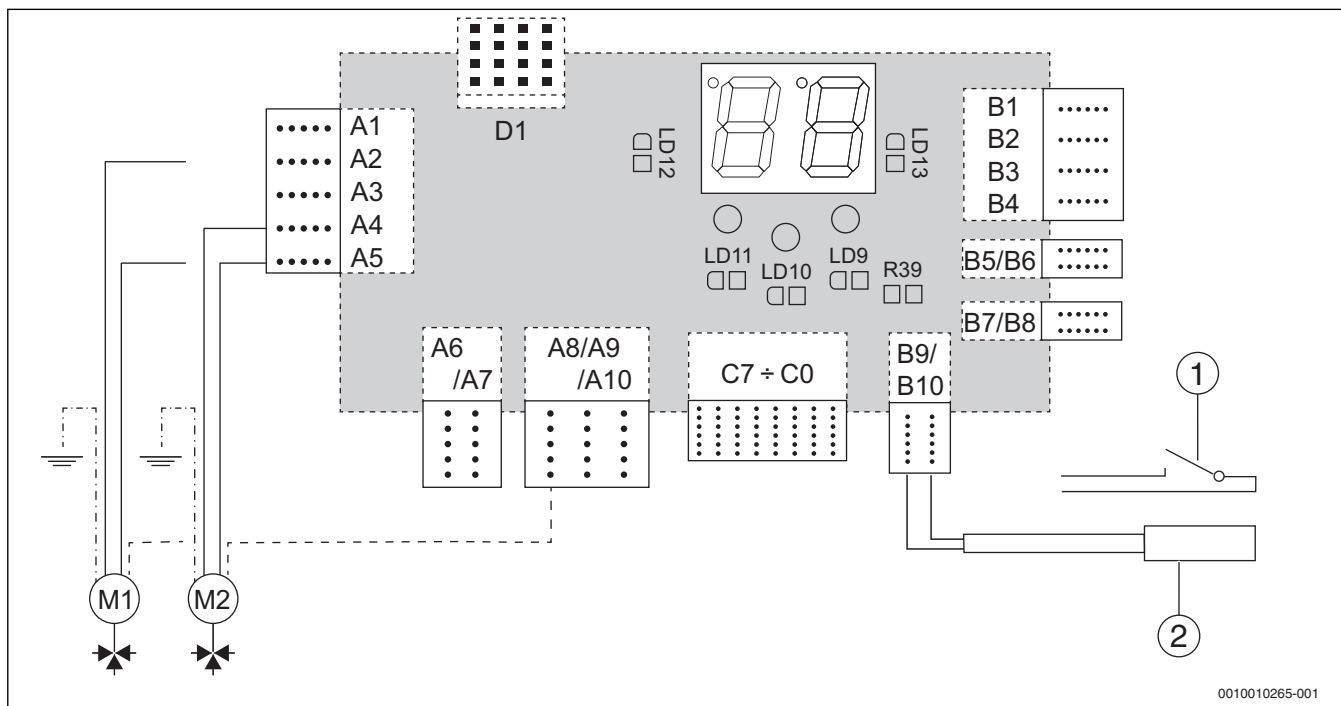 D1
A1
A2
A3
A4
A5
LD12
LD13
B1
B2
B3
B4
LD11
LD10
LD9
R39
B5/B6
B7/B8
A6
/A7
A8/A9
/A10
C7 ÷ C0
B9/
B10
1
M1
M2
2
0010010265-001